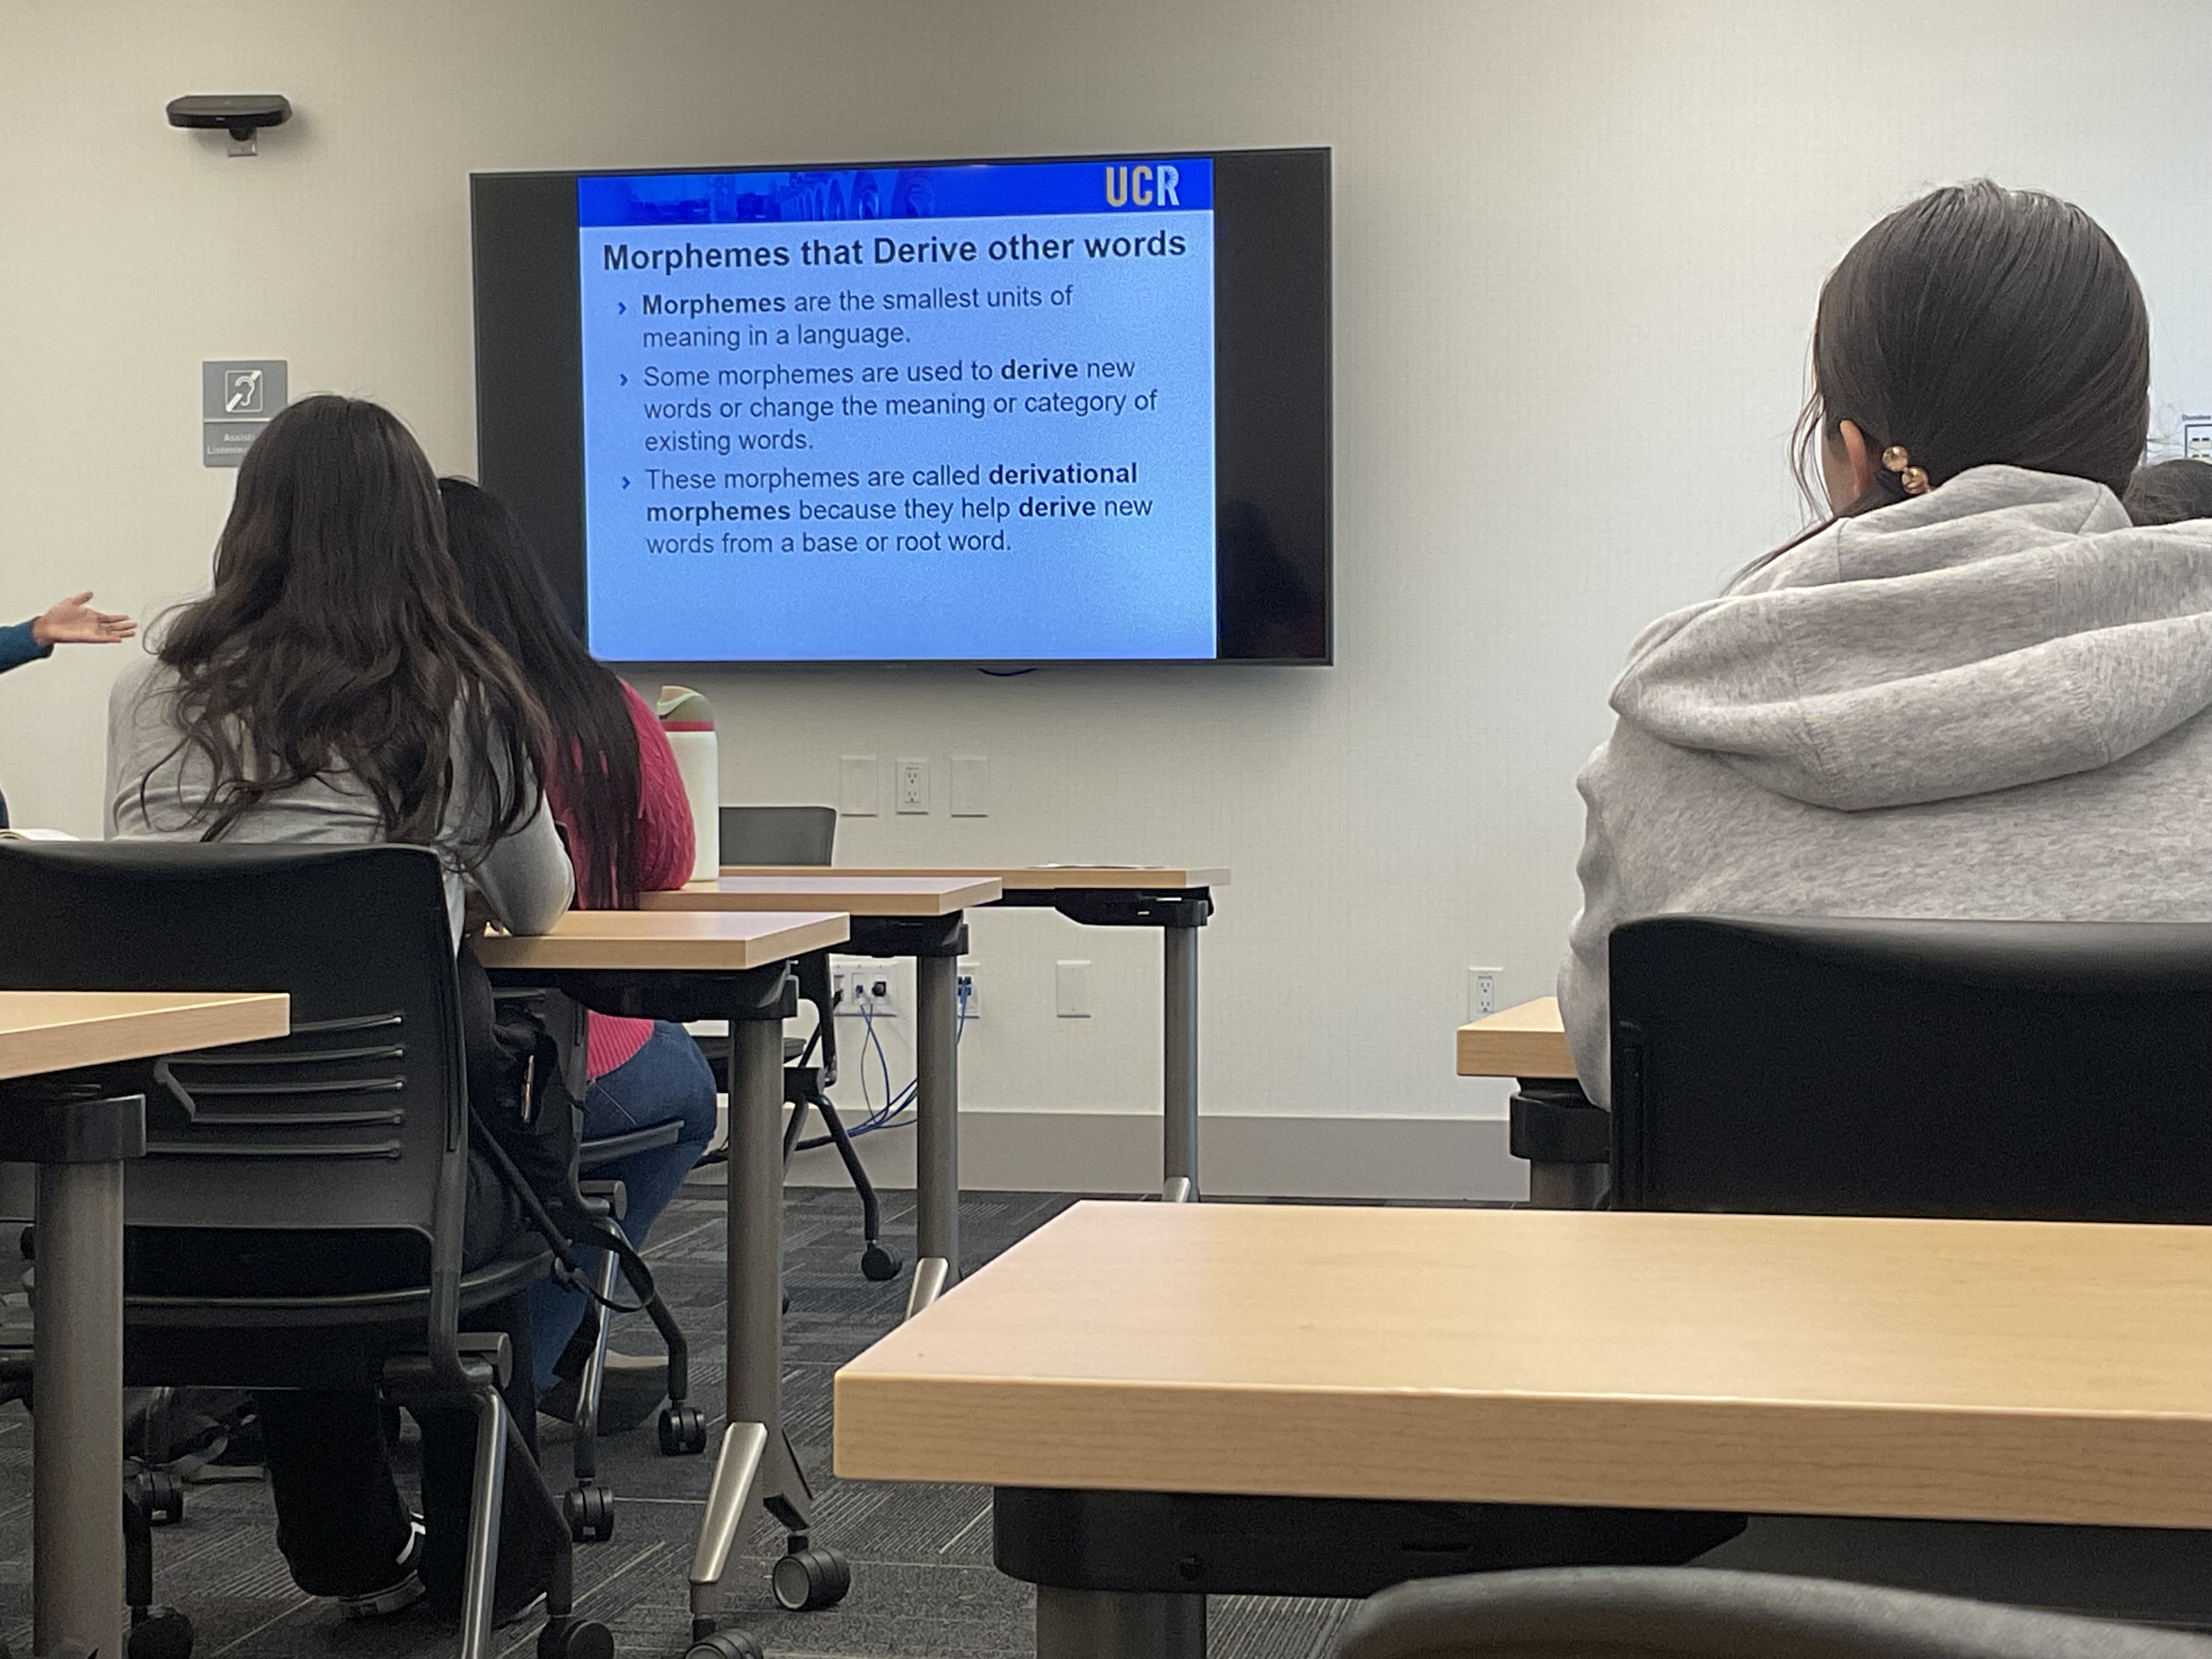 UCR
Morphemes that Derive other words
› Morphemes are the smallest units of
meaning in a language.
› Some morphemes are used to derive new
words or change the meaning or category of
existing words.
› These morphemes are called derivational
morphemes because they help derive new
words from a base or root word.